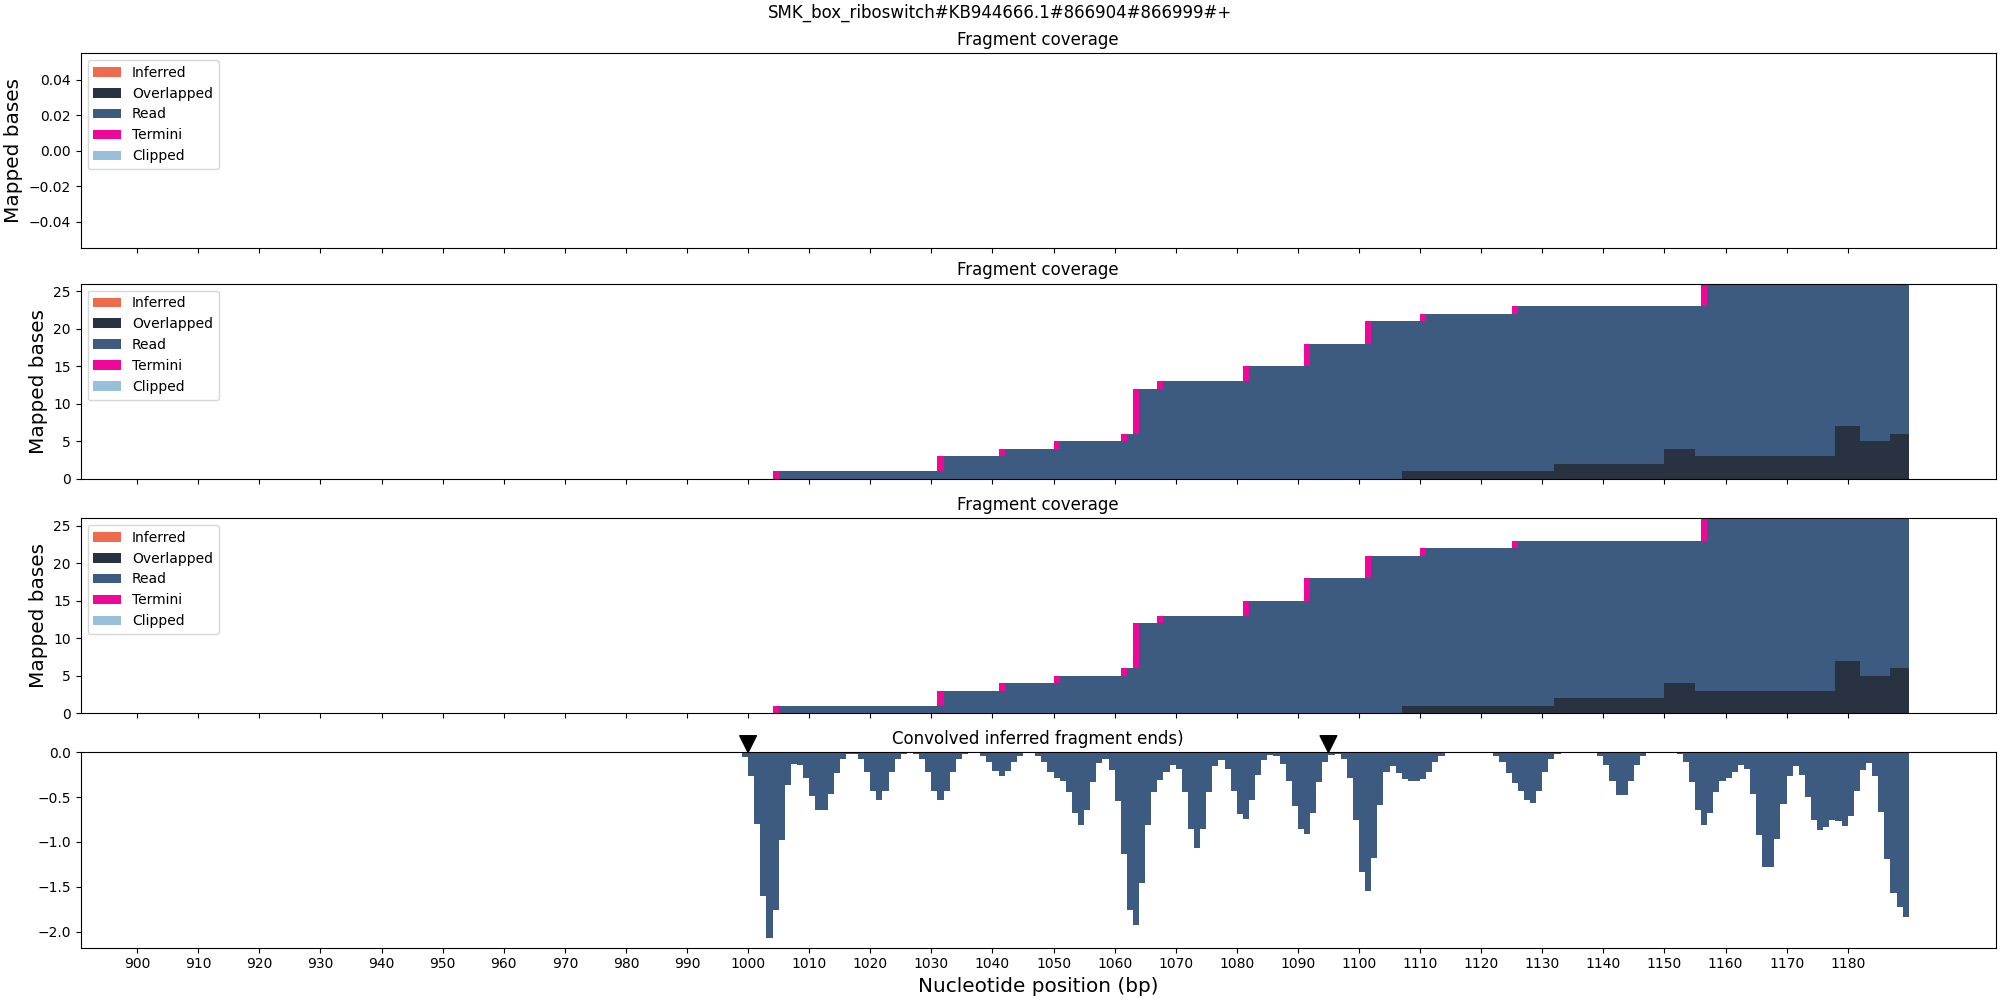 SMK_box_riboswitch#KB944666.1#866904#866999#+
Fragment coverage
Mapped bases
0.04
0.02
0.00
−0.02
−0.04
Inferred
Overlapped
Read
Termini
Clipped
Fragment coverage
Mapped bases
25
20
15
10
5
0
Inferred
Overlapped
Read
Termini
Clipped
Fragment coverage
Mapped bases
25
20
15
10
5
0
Inferred
Overlapped
Read
Termini
Clipped
Convolved inferred fragment ends)
0.0
−0.5
−1.0
−1.5
−2.0
900 910 920 930 940 950 960 970 980 990 1000 1010 1020 1030 1040 1050 1060 1070 1080 1090 1100 1110 1120 1130 1140 1150 1160 1170 1180
Nucleotide position (bp)